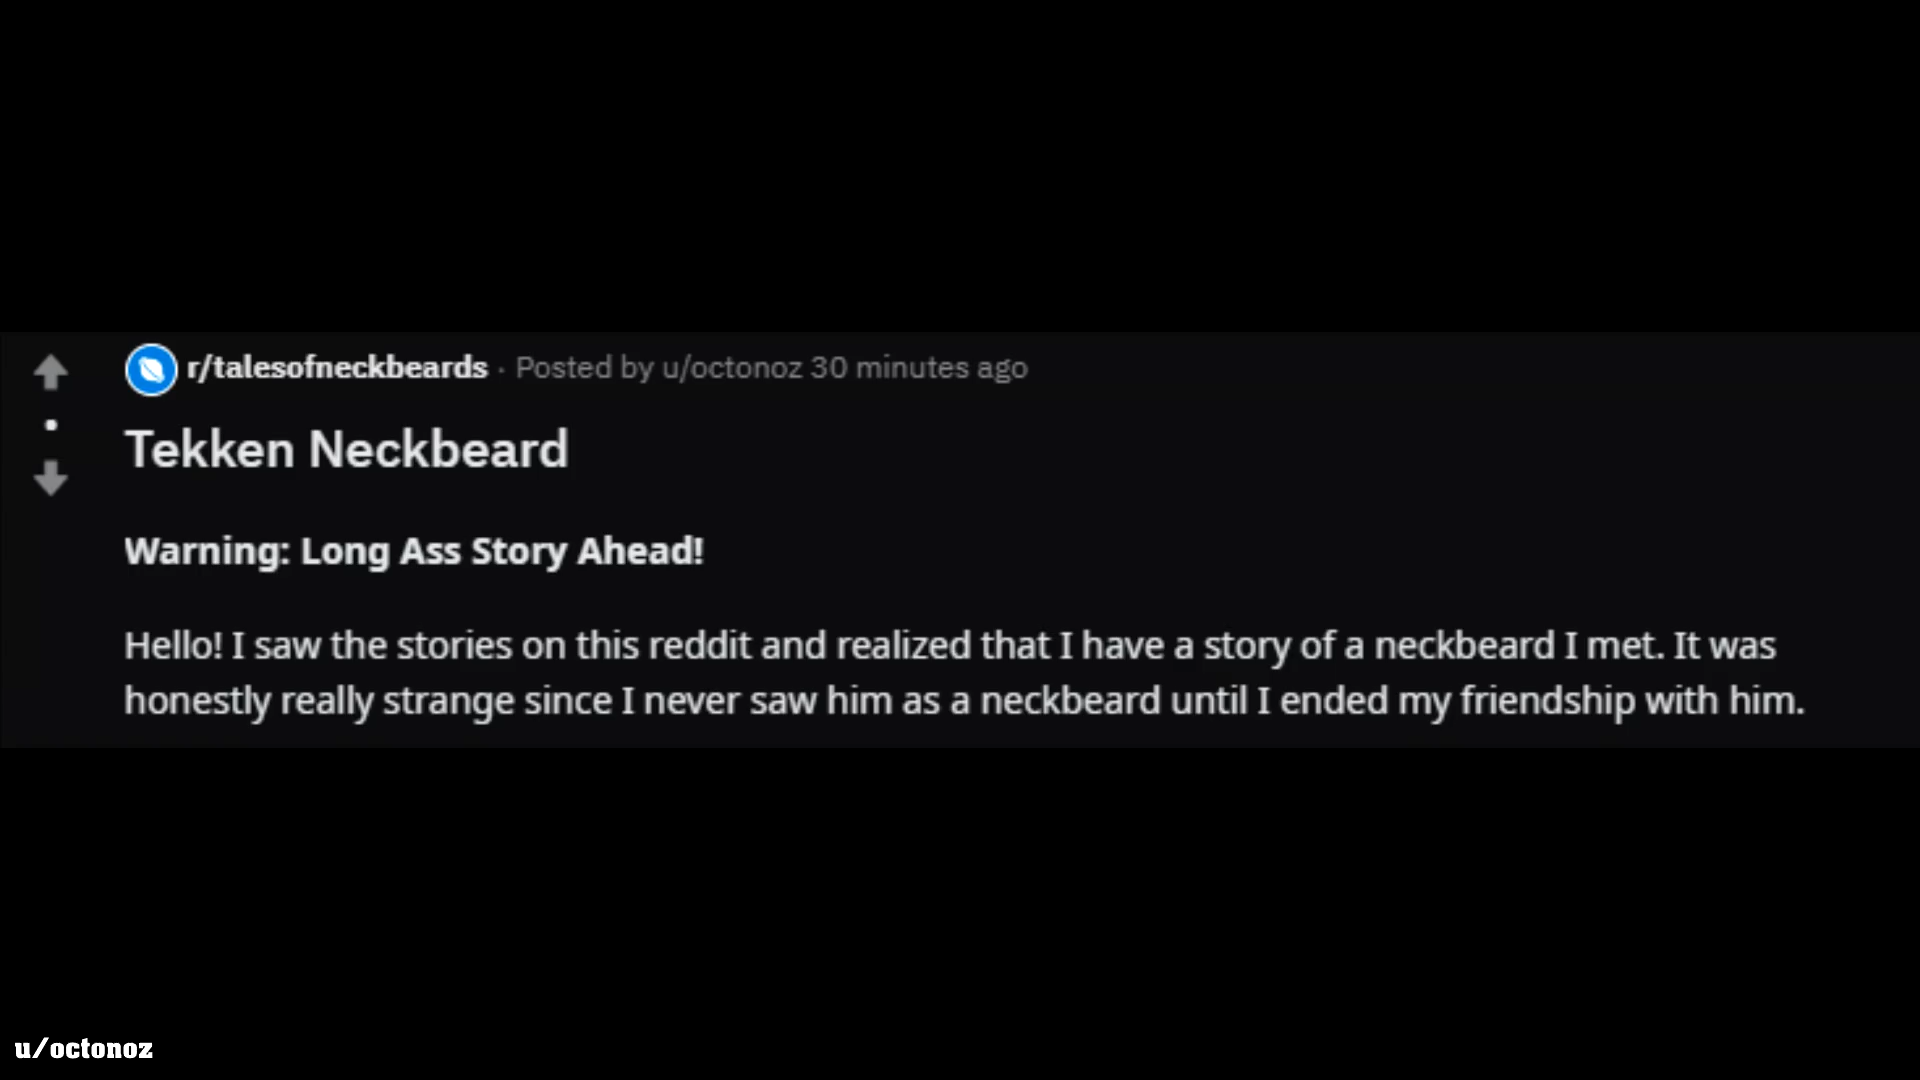 r/talesofneckbeards · Posted by u/octonoz 30 minutes ago
Tekken Neckbeard
Warning: Long Ass Story Ahead!
Hello! I saw the stories on this reddit and realized that I have a story of a neckbeard I met. It was
honestly really strange since I never saw him as a neckbeard until I ended my friendship with him.
u/octonoz